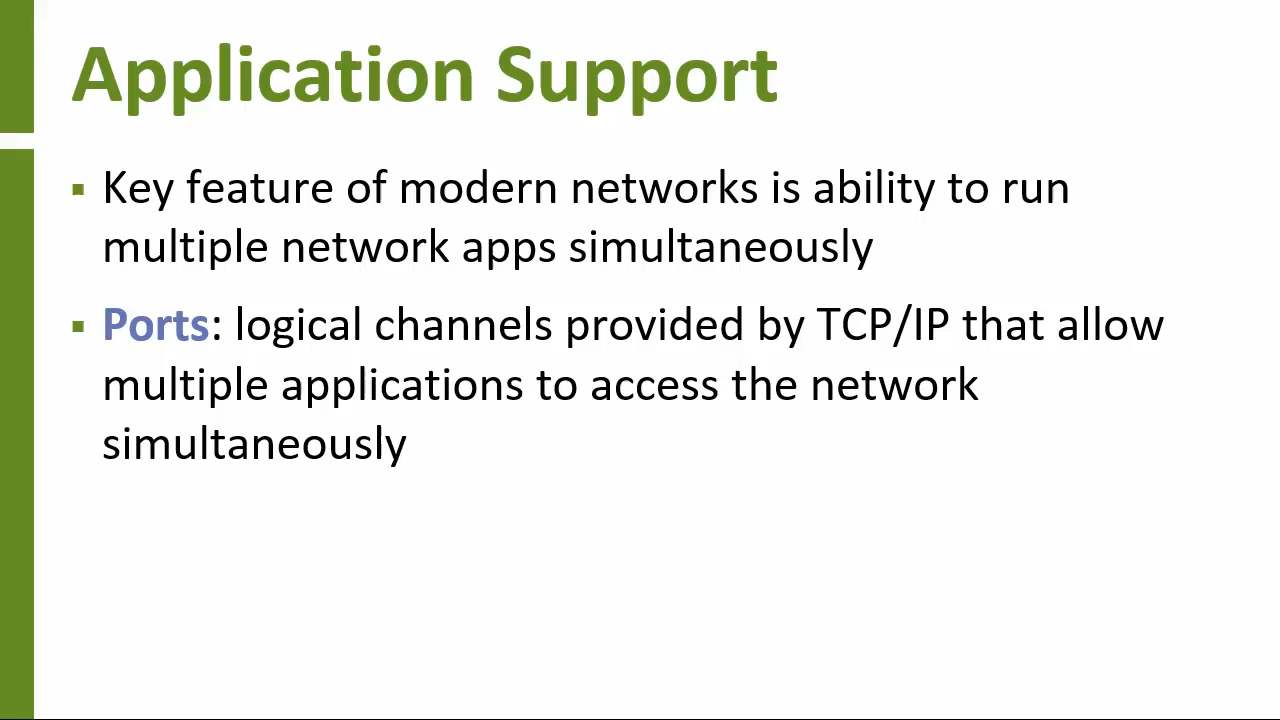 Application Support
▪ Key feature of modern networks is ability to run
multiple network apps simultaneously
▪ Ports: logical channels provided by TCP/IP that allow
multiple applications to access the network
simultaneously